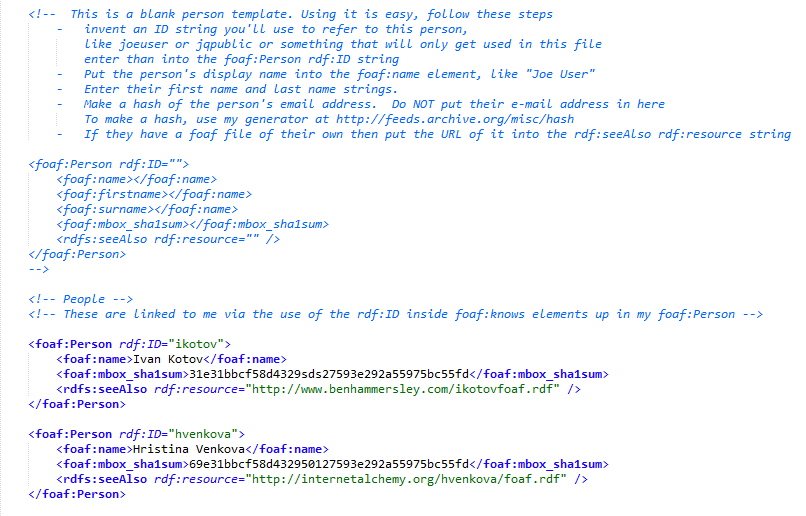 <!--  This is a blank person template. Using it is easy, follow these steps
    -   invent an ID string you'll use to refer to this person,
        like joeuser or jqpublic or something that will only get used in this file
        enter than into the foaf:Person rdf:ID string
    -   Put the person's display name into the foaf:name element, like "Joe User"
    -   Enter their first name and last name strings.
    -   Make a hash of the person's email address.  Do NOT put their e-mail address in here
        To make a hash, use my generator at http://feeds.archive.org/misc/hash
    -   If they have a foaf file of their own then put the URL of it into the rdf:seeAlso rdf:resource string

<foaf:Person rdf:ID="">
    <foaf:name></foaf:name>
    <foaf:firstname></foaf:name>
    <foaf:surname></foaf:name>
    <foaf:mbox_sha1sum></foaf:mbox_sha1sum>
    <rdfs:seeAlso rdf:resource="" />
</foaf:Person>
-->

<!-- People -->
<!-- These are linked to me via the use of the rdf:ID inside foaf:knows elements up in my foaf:Person -->

<foaf:Person rdf:ID="ikotov">
    <foaf:name>Ivan Kotov</foaf:name>
    <foaf:mbox_sha1sum>31e31bbcf58d4329sds27593e292a55975bc55fd</foaf:mbox_sha1sum>
    <rdfs:seeAlso rdf:resource="http://www.benhammersley.com/ikotovfoaf.rdf" />
</foaf:Person>

<foaf:Person rdf:ID="hvenkova">
    <foaf:name>Hristina Venkova</foaf:name>
    <foaf:mbox_sha1sum>69e31bbcf58d432950127593e292a55975bc55fd</foaf:mbox_sha1sum>
    <rdfs:seeAlso rdf:resource="http://internetalchemy.org/hvenkova/foaf.rdf" />
</foaf:Person>